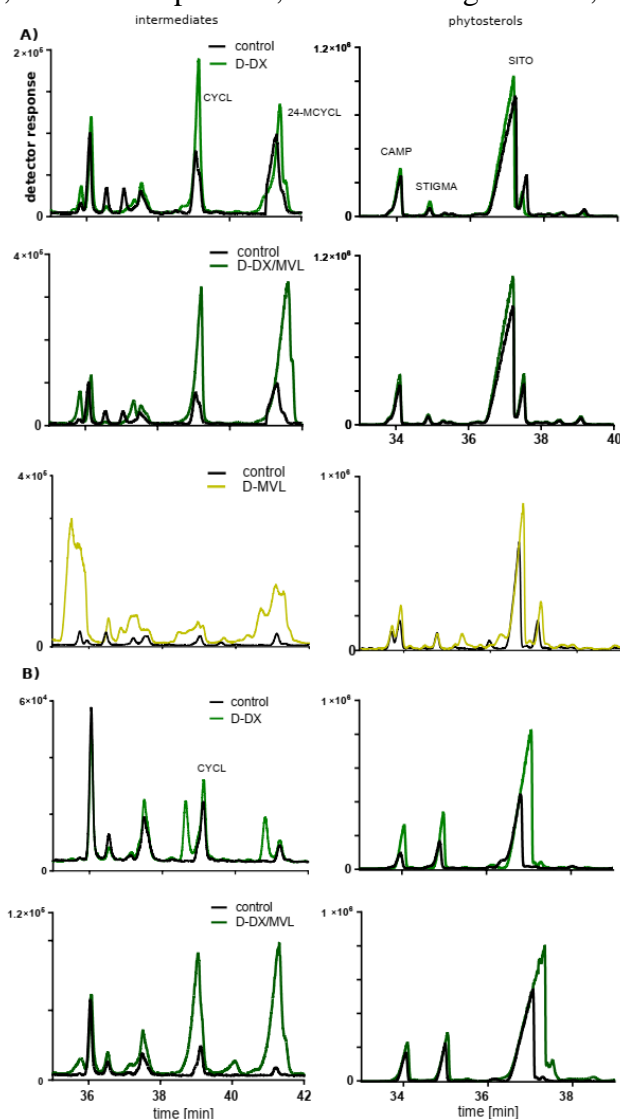 intermediates
phytosterols
A)
2×10⁶
control
D-DX
CYCL
24-MCYCL
detector response
0
1.2×10⁶
SITO
CAMP
STIGMA
0
4×10⁶
control
D-DX/MVL
0
1.2×10⁶
0
34 36 38 40
4×10⁶
control
D-MVL
0
1×10⁶
0
B)
6×10⁴
control
D-DX
CYCL
0
1×10⁶
0
1.2×10⁵
control
D-DX/MVL
0
36 38 40 42
time [min]
1×10⁶
0
34 36 38
time [min]